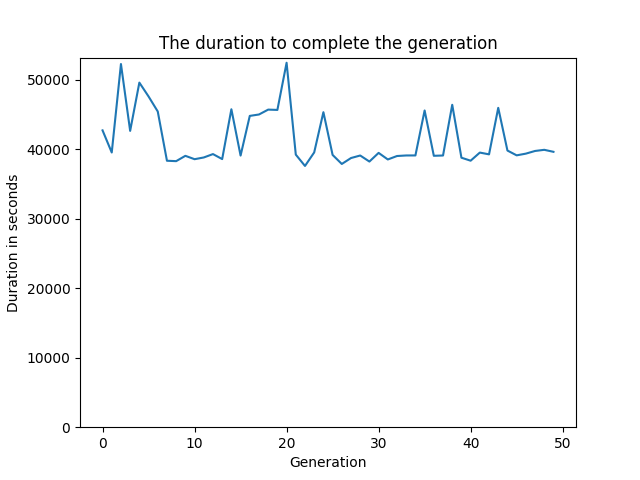 The duration to complete the generation
50000
40000
30000
20000
10000
0
Duration in seconds
0 10 20 30 40 50
Generation